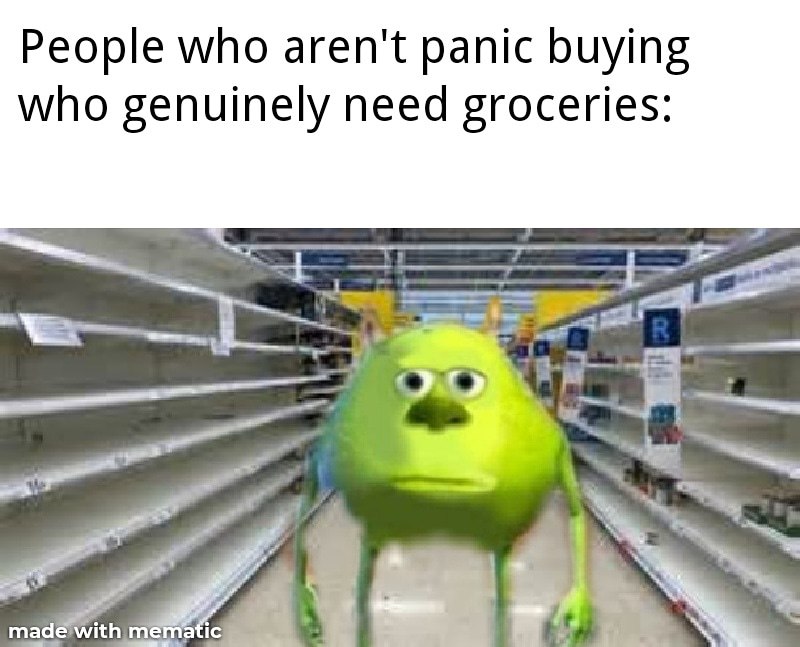 People who aren't panic buying
who genuinely need groceries:
R
made with mematic